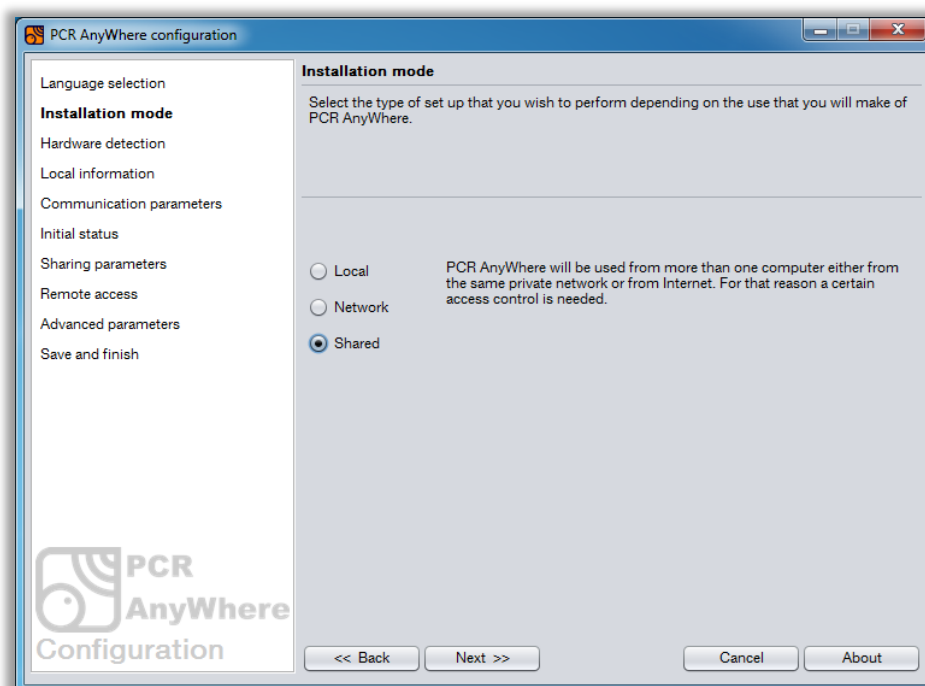 PCR AnyWhere configuration
Language selection
Installation mode
Hardware detection
Local information
Communication parameters
Initial status
Sharing parameters
Remote access
Advanced parameters
Save and finish
PCR
AnyWhere
Configuration
Installation mode
Select the type of set up that you wish to perform depending on the use that you will make of
PCR AnyWhere.
Local
Network
Shared
PCR AnyWhere will be used from more than one computer either from
the same private network or from Internet. For that reason a certain
access control is needed.
<< Back
Next >>
Cancel
About